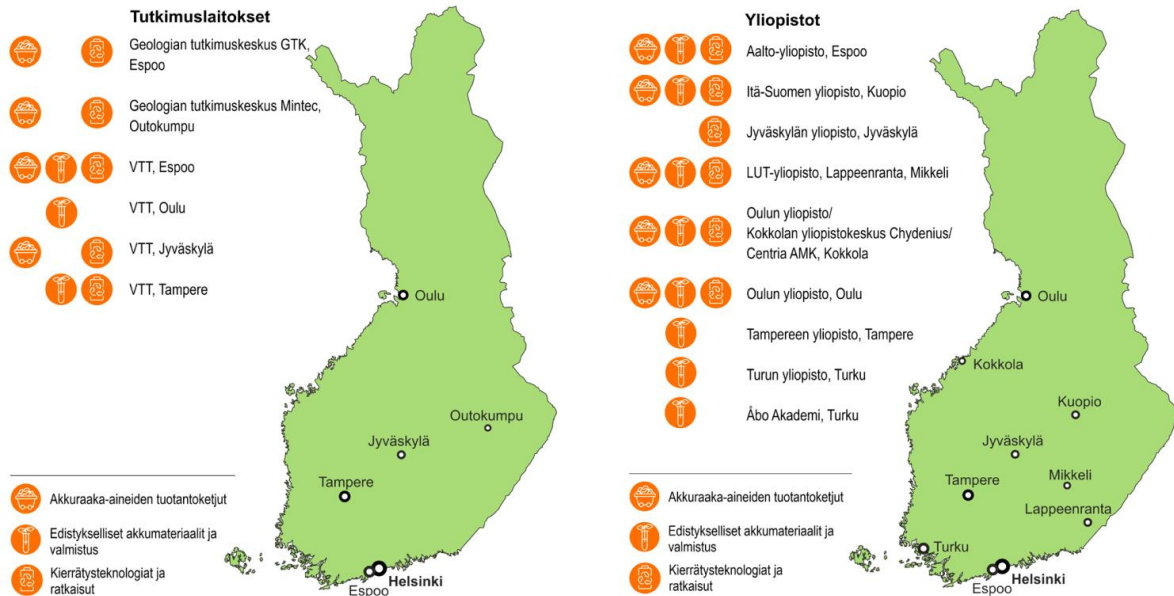 Tutkimuslaitokset
Geologian tutkimuskeskus GTK,
Espoo
Geologian tutkimuskeskus Mintec,
Outokumpu
VTT, Espoo
VTT, Oulu
VTT, Jyväskylä
VTT, Tampere
Oulu
Outokumpu
Jyväskylä
Tampere
Helsinki
Espoo
Akkuraaka-aineiden tuotantoketjut
Edistykselliset akkumateriaalit ja
valmistus
Kierrätysteknologiat ja
ratkaisut
Yliopistot
Aalto-yliopisto, Espoo
Itä-Suomen yliopisto, Kuopio
Jyväskylän yliopisto, Jyväskylä
LUT-yliopisto, Lappeenranta, Mikkeli
Oulun yliopisto/
Kokkolan yliopistokeskus Chydenius/
Centria AMK, Kokkola
Oulun yliopisto, Oulu
Tampereen yliopisto, Tampere
Turun yliopisto, Turku
Åbo Akademi, Turku
Oulu
Kokkola
Kuopio
Jyväskylä
Mikkeli
Tampere
Lappeenranta
Turku
Helsinki
Espoo
Akkuraaka-aineiden tuotantoketjut
Edistykselliset akkumateriaalit ja
valmistus
Kierrätysteknologiat ja
ratkaisut